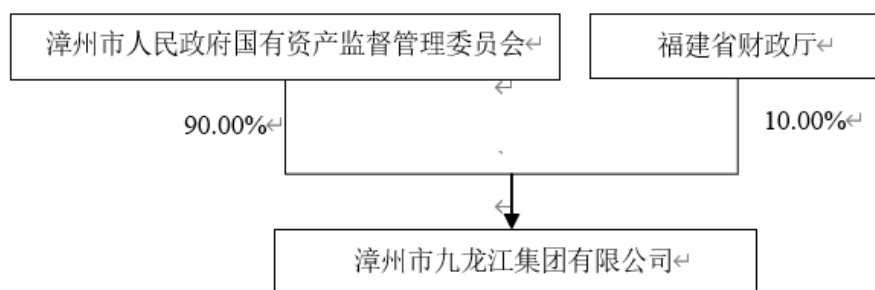 漳州市人民政府国有资产监督管理委员会
福建省财政厅
90.00%
10.00%
漳州市九龙江集团有限公司